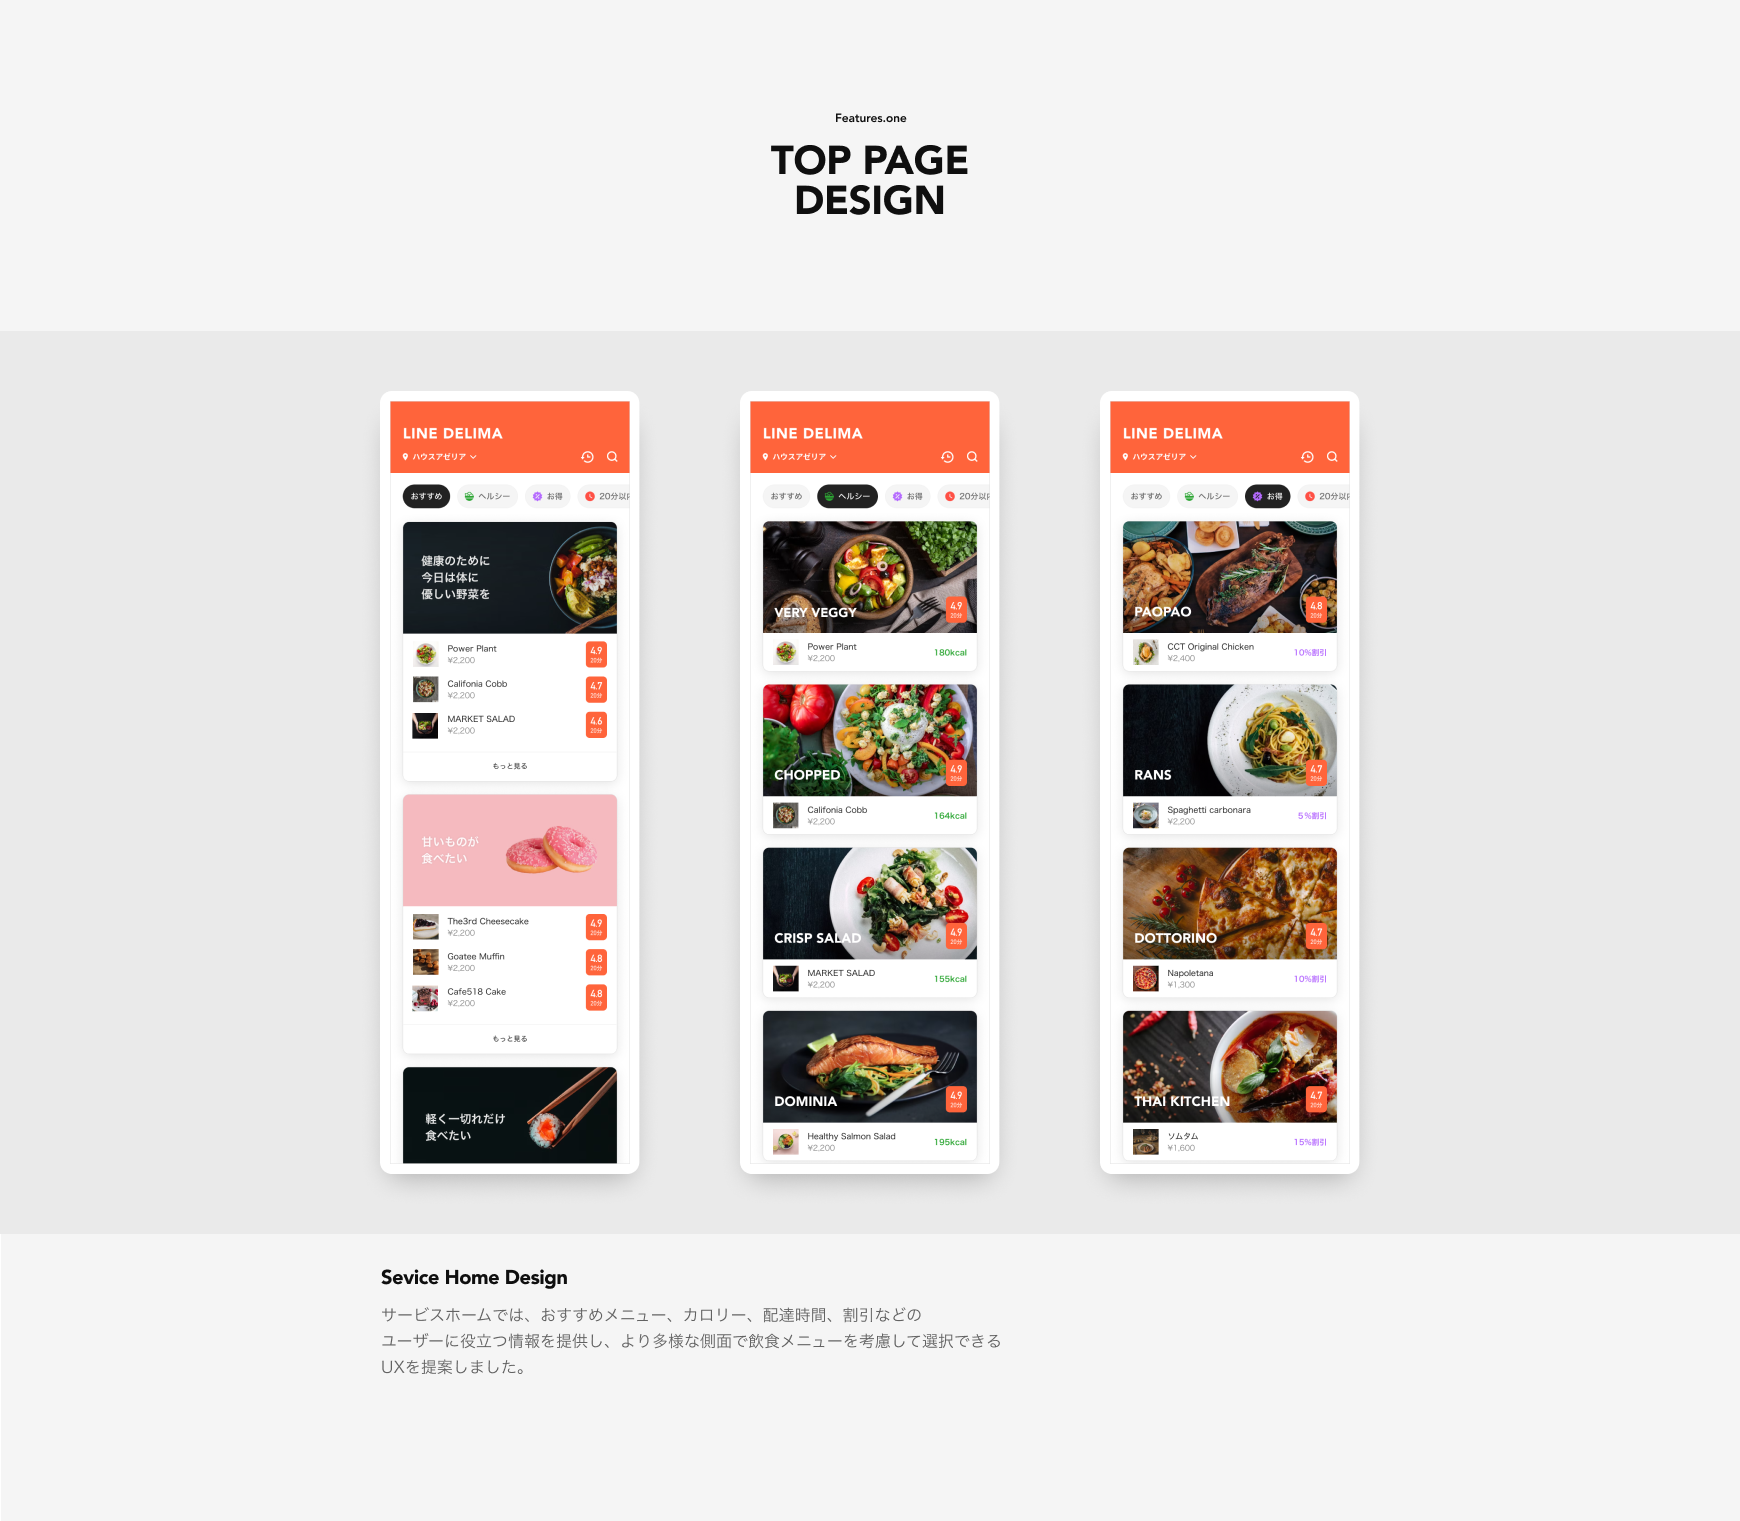 Features.one
TOP PAGE
DESIGN
LINE DELIMA
ハウスアゼリア
おすすめ
ヘルシー
お得
20分以内
健康のために
今日は体に
優しい野菜を
Power Plant
¥2,200
4.9
20分
Califonia Cobb
¥2,200
4.7
20分
MARKET SALAD
¥2,200
4.6
20分
もっと見る
甘いものが
食べたい
The3rd Cheesecake
¥2,200
4.9
20分
Goatee Muffin
¥2,200
4.8
20分
Cafe518 Cake
¥2,200
4.8
20分
もっと見る
軽く一切れだけ
食べたい
LINE DELIMA
ハウスアゼリア
おすすめ
ヘルシー
お得
20分以内
VERY VEGGY
4.9
20分
Power Plant
¥2,200
180kcal
CHOPPED
4.9
20分
Califonia Cobb
¥2,200
164kcal
CRISP SALAD
4.9
20分
MARKET SALAD
¥2,200
155kcal
DOMINIA
4.9
20分
Healthy Salmon Salad
¥2,200
195kcal
LINE DELIMA
ハウスアゼリア
おすすめ
ヘルシー
お得
20分以内
PAOPAO
4.8
20分
CCT Original Chicken
¥2,400
10%割引
RANS
4.7
20分
Spaghetti carbonara
¥2,200
5%割引
DOTTORINO
4.7
20分
Napoletana
¥1,300
10%割引
THAI KITCHEN
4.7
20分
ソムタム
¥1,600
15%割引
Sevice Home Design
サービスホームでは、おすすめメニュー、カロリー、配達時間、割引などの
ユーザーに役立つ情報を提供し、より多様な側面で飲食メニューを考慮して選択できる
UXを提案しました。